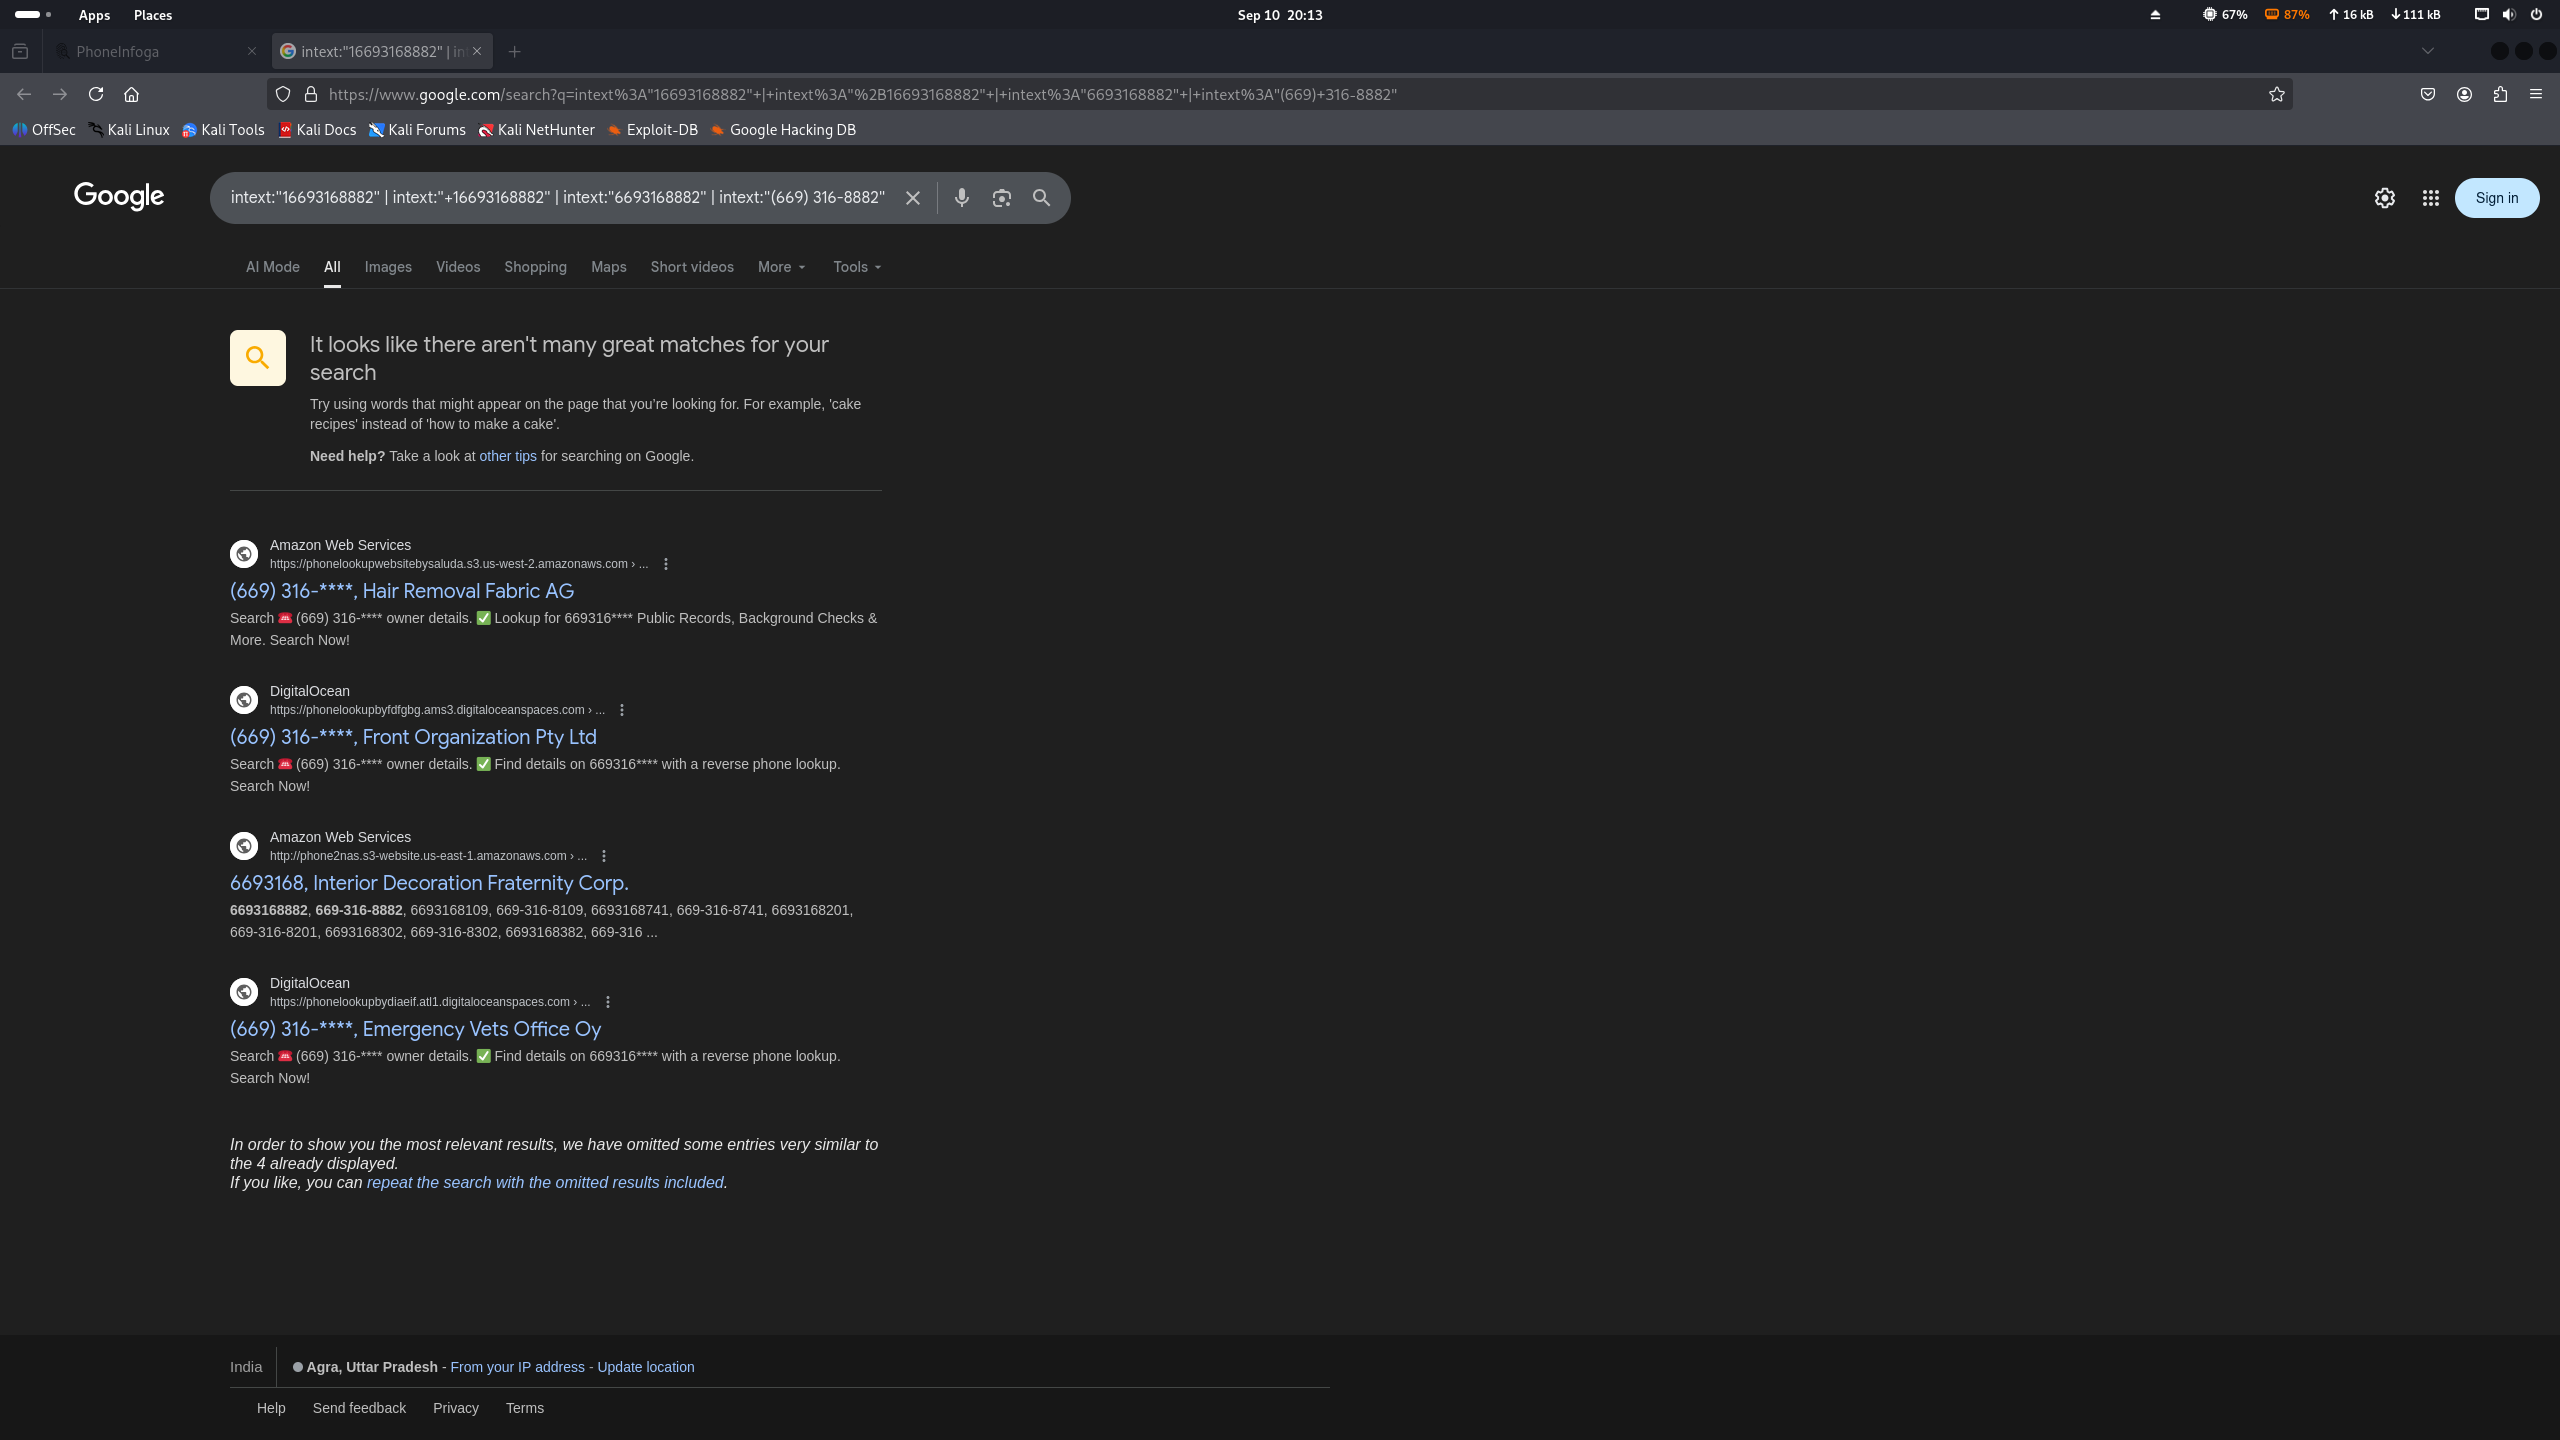 Apps Places Sep 10 20:13 67% 87% 16 kB 111 kB
PhoneInfoga intext:"16693168882" | in
https://www.google.com/search?q=intext%3A"16693168882"+|+intext%3A"%2B16693168882"+|+intext%3A"6693168882"+|+intext%3A"(669)+316-8882"
OffSec Kali Linux Kali Tools Kali Docs Kali Forums Kali NetHunter Exploit-DB Google Hacking DB
Google intext:"16693168882" | intext:"+16693168882" | intext:"6693168882" | intext:"(669) 316-8882" Sign in
AI Mode All Images Videos Shopping Maps Short videos More Tools
It looks like there aren't many great matches for your
search
Try using words that might appear on the page that you're looking for. For example, 'cake
recipes' instead of 'how to make a cake'.
Need help? Take a look at other tips for searching on Google.
Amazon Web Services
https://phonelookupwebsitebysaluda.s3.us-west-2.amazonaws.com › ...
(669) 316-****, Hair Removal Fabric AG
Search ☎️ (669) 316-**** owner details. ✅ Lookup for 669316**** Public Records, Background Checks &
More. Search Now!
DigitalOcean
https://phonelookupbyfdfgbg.ams3.digitaloceanspaces.com › ...
(669) 316-****, Front Organization Pty Ltd
Search ☎️ (669) 316-**** owner details. ✅ Find details on 669316**** with a reverse phone lookup.
Search Now!
Amazon Web Services
http://phone2nas.s3-website.us-east-1.amazonaws.com › ...
6693168, Interior Decoration Fraternity Corp.
6693168882, 669-316-8882, 6693168109, 669-316-8109, 6693168741, 669-316-8741, 6693168201,
669-316-8201, 6693168302, 669-316-8302, 6693168382, 669-316 ...
DigitalOcean
https://phonelookupbydiaeif.atl1.digitaloceanspaces.com › ...
(669) 316-****, Emergency Vets Office Oy
Search ☎️ (669) 316-**** owner details. ✅ Find details on 669316**** with a reverse phone lookup.
Search Now!
In order to show you the most relevant results, we have omitted some entries very similar to
the 4 already displayed.
If you like, you can repeat the search with the omitted results included.
India Agra, Uttar Pradesh - From your IP address - Update location
Help Send feedback Privacy Terms